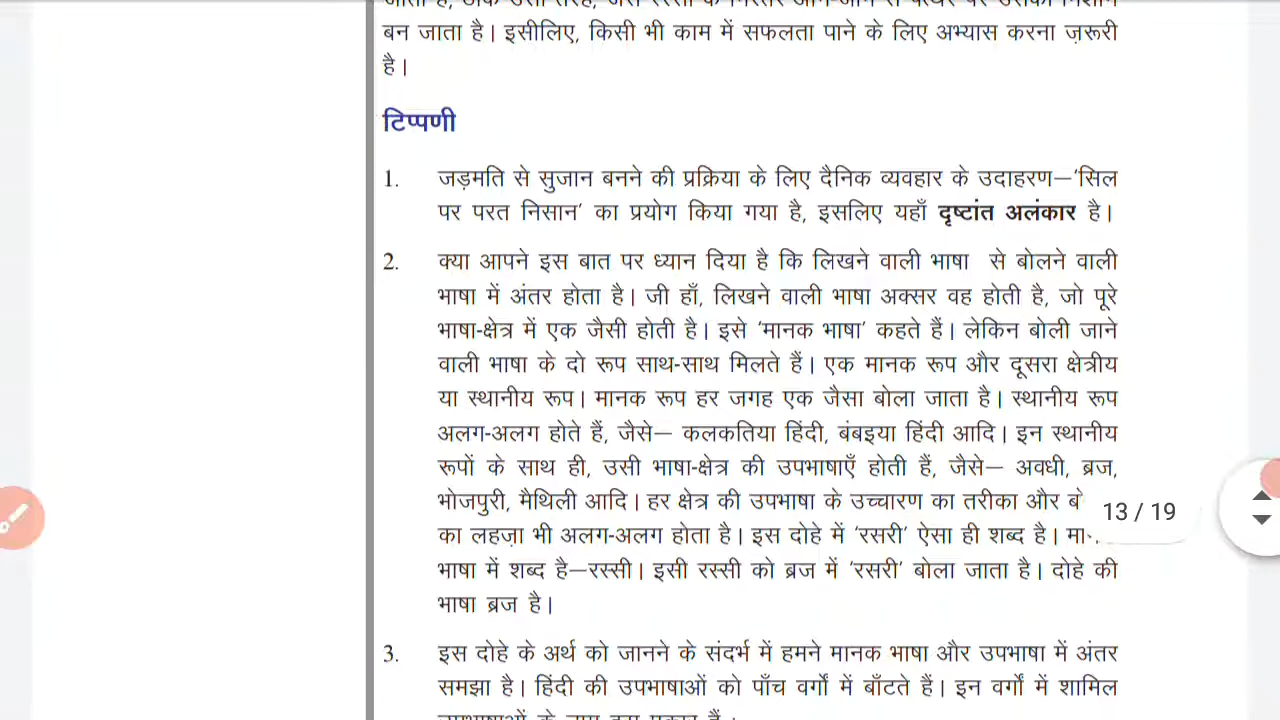 बन जाता है। इसीलिए, किसी भी काम में सफलता पाने के लिए अभ्यास करना ज़रूरी
है।
टिप्पणी
1. जड़मति से सुजान बनने की प्रक्रिया के लिए दैनिक व्यवहार के उदाहरण–'सिल
पर परत निसान' का प्रयोग किया गया है, इसलिए यहाँ दृष्टांत अलंकार है।
2. क्या आपने इस बात पर ध्यान दिया है कि लिखने वाली भाषा से बोलने वाली
भाषा में अंतर होता है। जी हाँ, लिखने वाली भाषा अक्सर वह होती है, जो पूरे
भाषा-क्षेत्र में एक जैसी होती है। इसे 'मानक भाषा' कहते हैं। लेकिन बोली जाने
वाली भाषा के दो रूप साथ-साथ मिलते हैं। एक मानक रूप और दूसरा क्षेत्रीय
या स्थानीय रूप। मानक रूप हर जगह एक जैसा बोला जाता है। स्थानीय रूप
अलग-अलग होते हैं, जैसे– कलकतिया हिंदी, बंबइया हिंदी आदि। इन स्थानीय
रूपों के साथ ही, उसी भाषा-क्षेत्र की उपभाषाएँ होती हैं, जैसे– अवधी, ब्रज,
भोजपुरी, मैथिली आदि। हर क्षेत्र की उपभाषा के उच्चारण का तरीका और
13 / 19
का लहज़ा भी अलग-अलग होता है। इस दोहे में 'रसरी' ऐसा ही शब्द है।
भाषा में शब्द है–रस्सी। इसी रस्सी को ब्रज में 'रसरी' बोला जाता है। दोहे की
भाषा ब्रज है।
3. इस दोहे के अर्थ को जानने के संदर्भ में हमने मानक भाषा और उपभाषा में अंतर
समझा है। हिंदी की उपभाषाओं को पाँच वर्गों में बाँटते हैं। इन वर्गों में शामिल